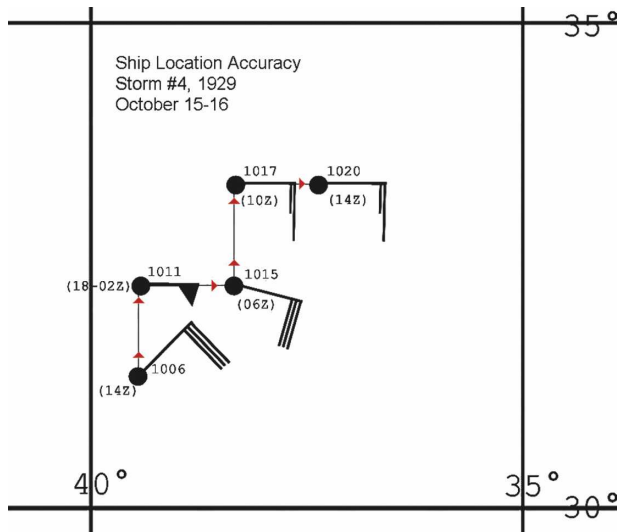 35°
Ship Location Accuracy
Storm #4, 1929
October 15-16
1017
1020
(10Z)
(14Z)
1011
1015
(18-02Z)
(06Z)
1006
(14Z)
40°
35°
30°